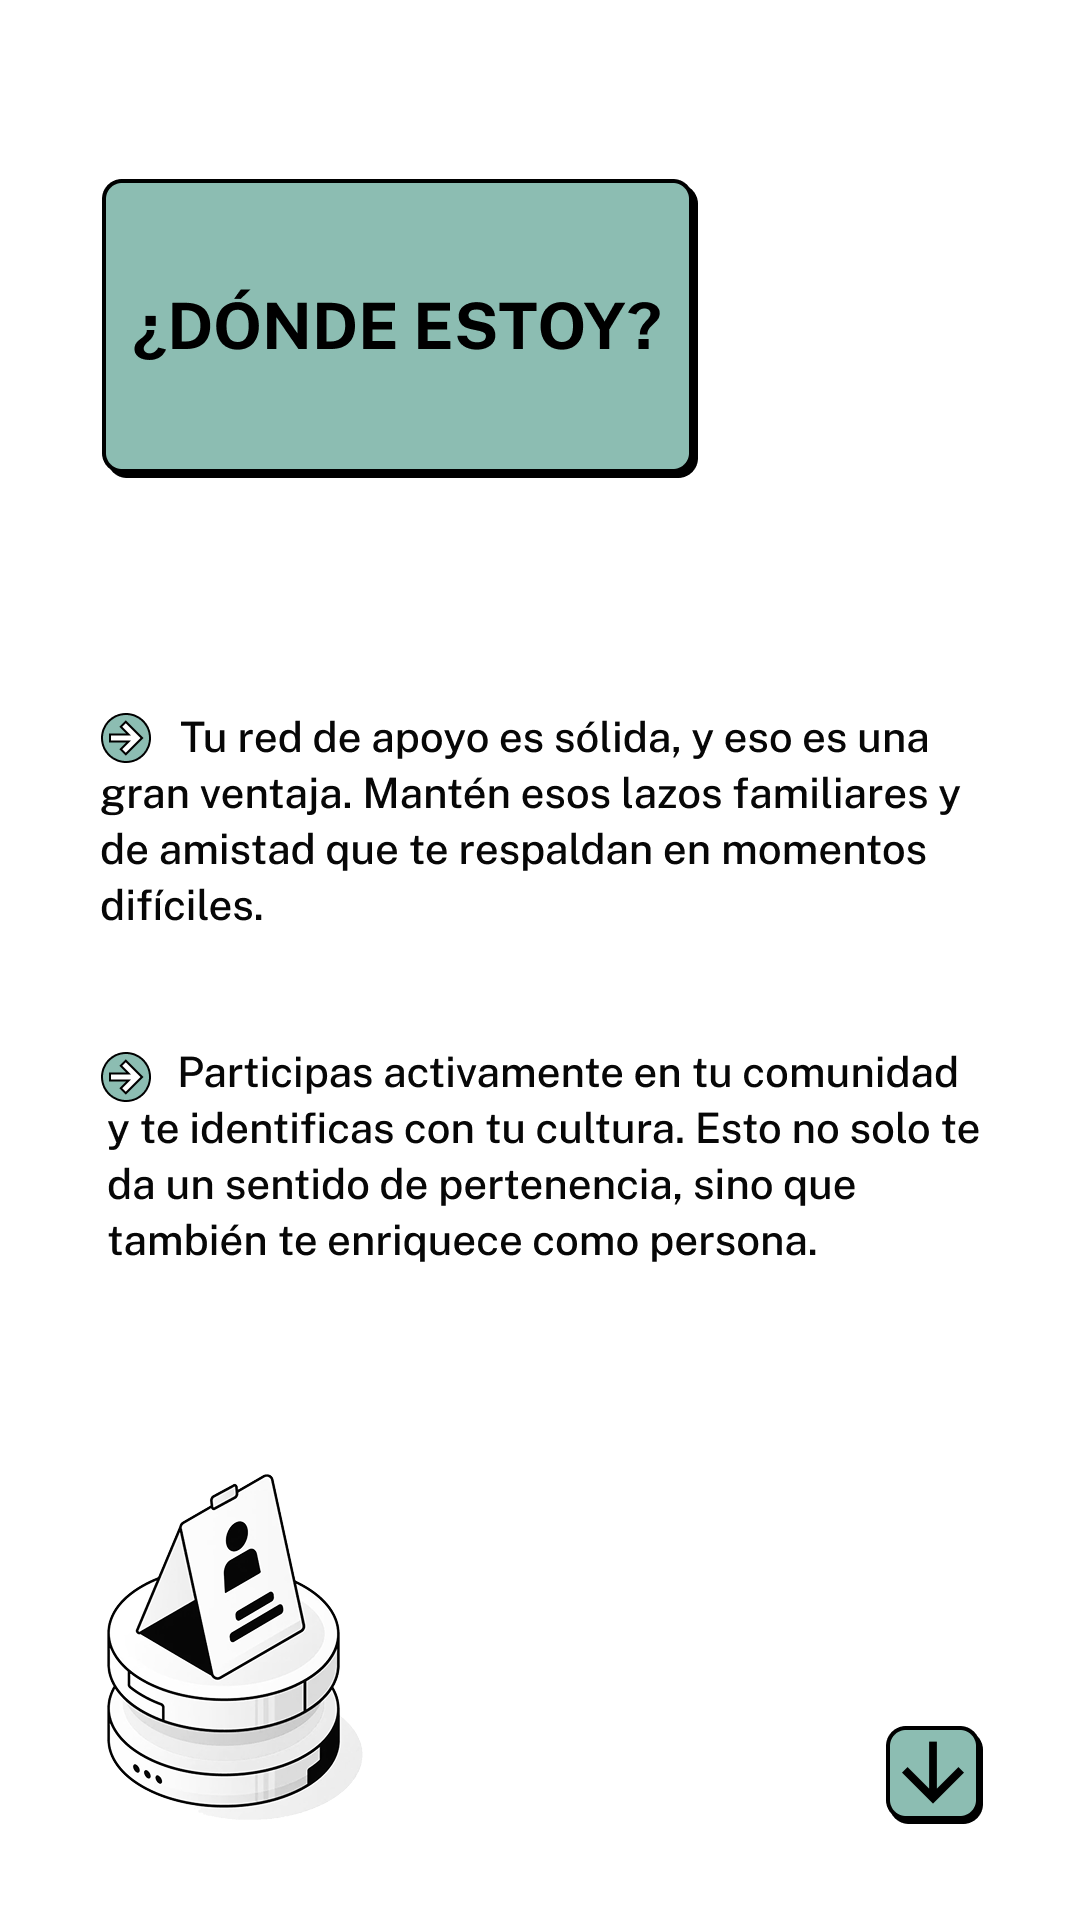 ¿DÓNDE ESTOY?
Tu red de apoyo es sólida, y eso es una
gran ventaja. Mantén esos lazos familiares y
de amistad que te respaldan en momentos
difíciles.
Participas activamente en tu comunidad
y te identificas con tu cultura. Esto no solo te
da un sentido de pertenencia, sino que
también te enriquece como persona.